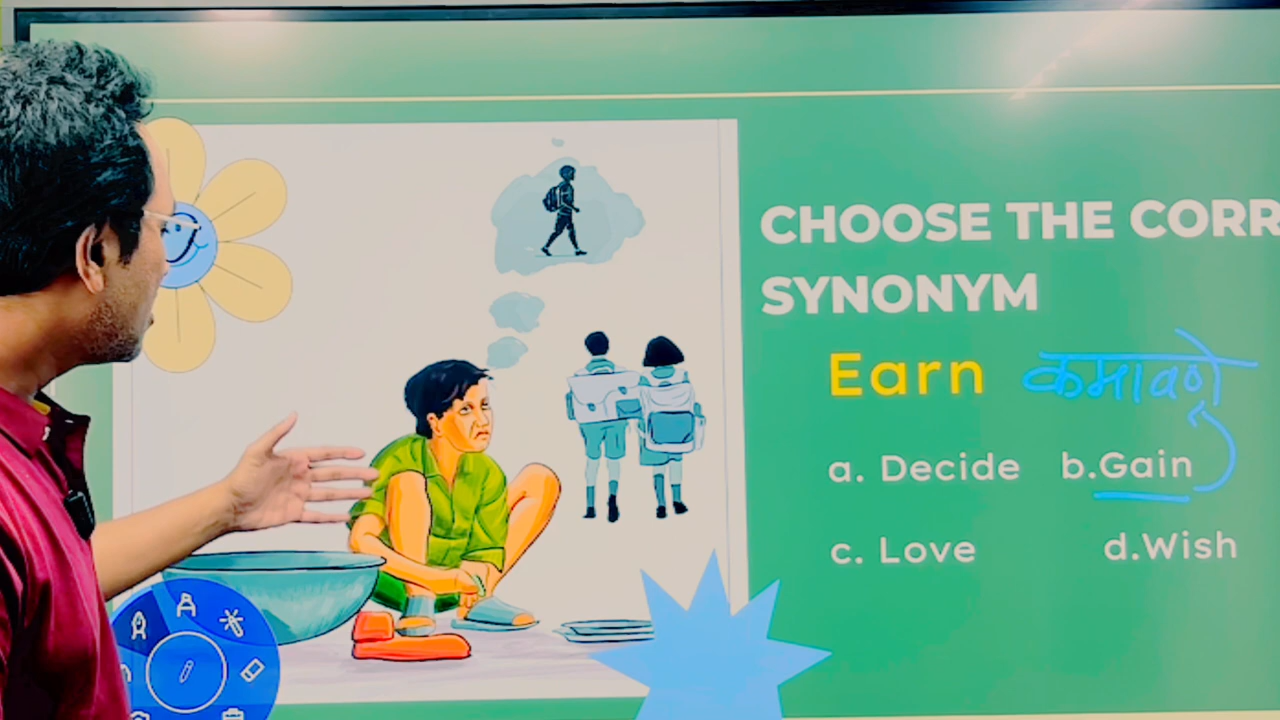 CHOOSE THE CORR
SYNONYM
Earn कमावणे
a. Decide b.Gain
c. Love d.Wish